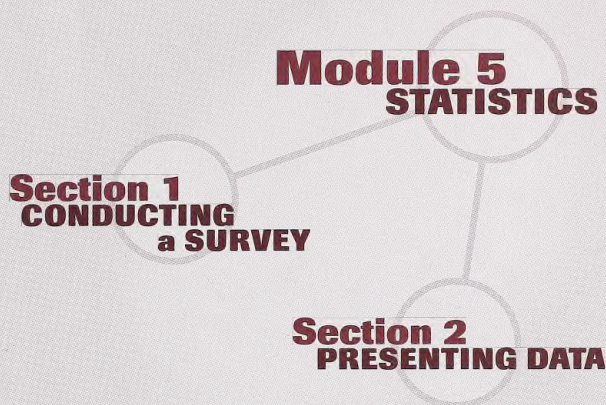 Module 5
STATISTICS
Section 1
CONDUCTING
a SURVEY
Section 2
PRESENTING DATA